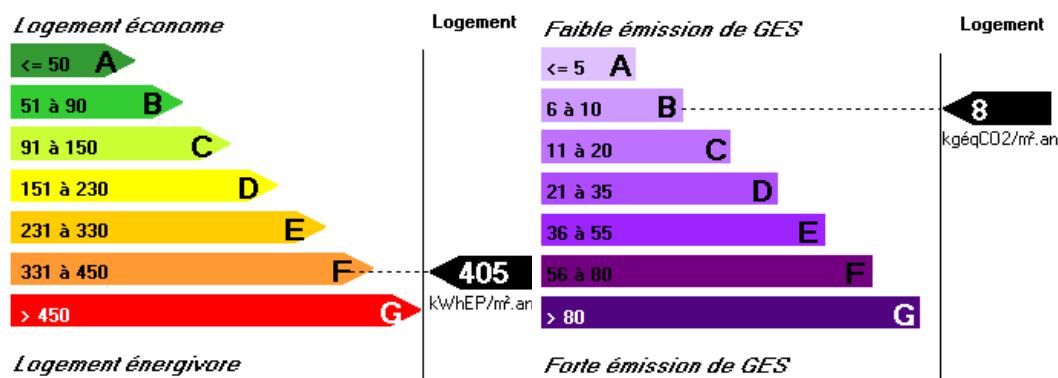 Logement économe
Logement
<= 50 A
51 à 90 B
91 à 150 C
151 à 230 D
231 à 330 E
331 à 450 F
405
kWhEP/m².an
> 450 G
Logement énergivore
Faible émission de GES
Logement
<= 5 A
6 à 10 B
8
kgéqCO2/m².an
11 à 20 C
21 à 35 D
36 à 55 E
56 à 80 F
> 80 G
Forte émission de GES